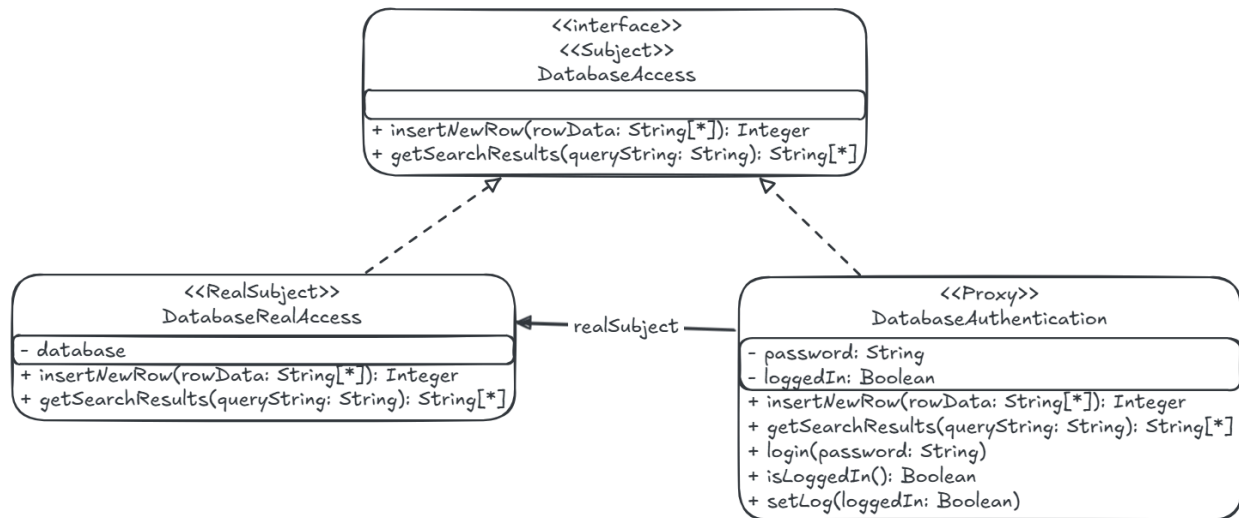 <<interface>>
<<Subject>>
DatabaseAccess
+ insertNewRow(rowData: String[*]): Integer
+ getSearchResults(queryString: String): String[*]
<<RealSubject>>
DatabaseRealAccess
- database
+ insertNewRow(rowData: String[*]): Integer
+ getSearchResults(queryString: String): String[*]
realSubject
<<Proxy>>
DatabaseAuthentication
- password: String
- loggedIn: Boolean
+ insertNewRow(rowData: String[*]): Integer
+ getSearchResults(queryString: String): String[*]
+ login(password: String)
+ isLoggedIn(): Boolean
+ setLog(loggedIn: Boolean)